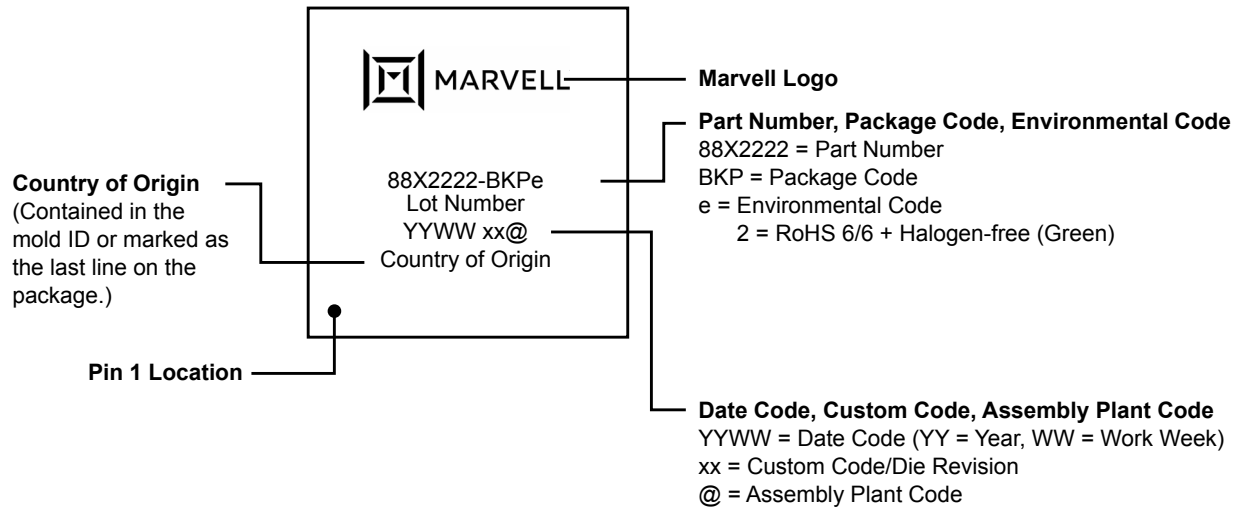 MARVELL
88X2222-BKPe
Lot Number
YYWW xx@
Country of Origin
Country of Origin
(Contained in the
mold ID or marked as
the last line on the
package.)
Pin 1 Location
Marvell Logo
Part Number, Package Code, Environmental Code
88X2222 = Part Number
BKP = Package Code
e = Environmental Code
2 = RoHS 6/6 + Halogen-free (Green)
Date Code, Custom Code, Assembly Plant Code
YYWW = Date Code (YY = Year, WW = Work Week)
xx = Custom Code/Die Revision
@ = Assembly Plant Code